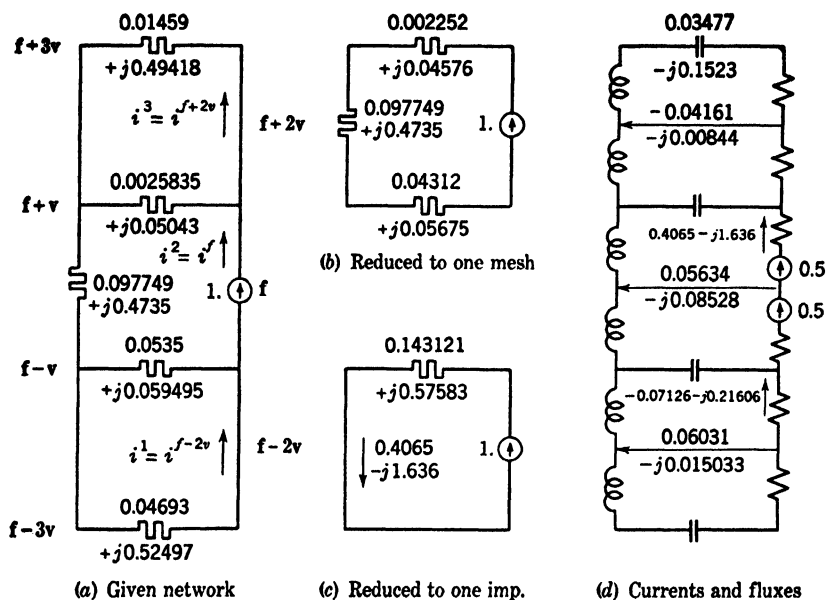 f+3v
0.01459
+j0.49418
i³ = i^{f+2v}
f+2v
f+v
0.0025835
+j0.05043
i² = i^f
0.097749
+j0.4735
1.
f
f−v
0.0535
+j0.059495
i¹ = i^{f−2v}
f−2v
f−3v
0.04693
+j0.52497
(a) Given network
0.002252
+j0.04576
0.097749
+j0.4735
1.
0.04312
+j0.05675
(b) Reduced to one mesh
0.143121
+j0.57583
0.4065
−j1.636
1.
(c) Reduced to one imp.
0.03477
−j0.1523
−0.04161
−j0.00844
0.4065−j1.636
0.5
0.05634
−j0.08528
0.5
−0.07126−j0.21606
0.06031
−j0.015033
(d) Currents and fluxes